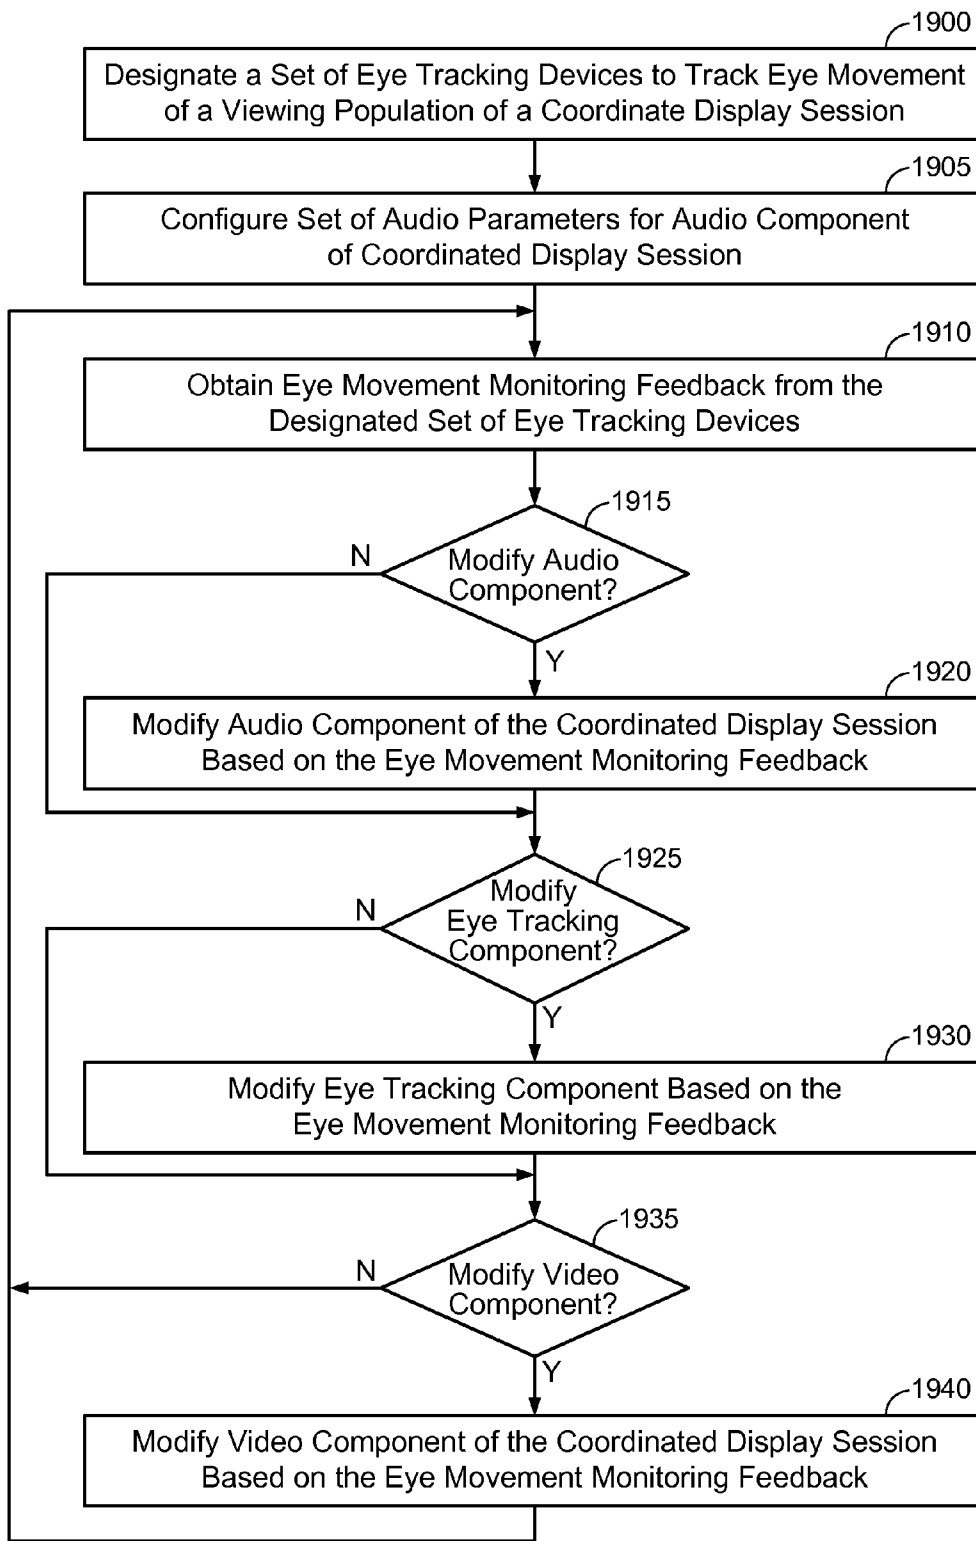 1900
Designate a Set of Eye Tracking Devices to Track Eye Movement
of a Viewing Population of a Coordinate Display Session
1905
Configure Set of Audio Parameters for Audio Component
of Coordinated Display Session
1910
Obtain Eye Movement Monitoring Feedback from the
Designated Set of Eye Tracking Devices
1915
N
Modify Audio
Component?
Y
1920
Modify Audio Component of the Coordinated Display Session
Based on the Eye Movement Monitoring Feedback
1925
N
Modify
Eye Tracking
Component?
Y
1930
Modify Eye Tracking Component Based on the
Eye Movement Monitoring Feedback
1935
N
Modify Video
Component?
Y
1940
Modify Video Component of the Coordinated Display Session
Based on the Eye Movement Monitoring Feedback